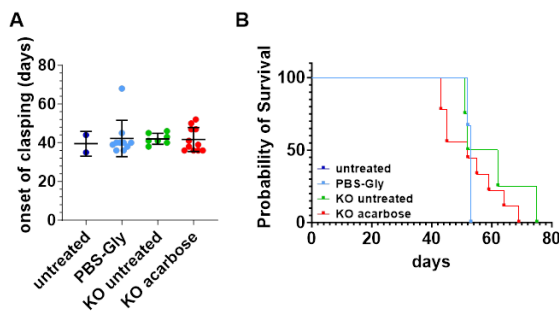 A
onset of clasping (days)
80
60
40
20
0
untreated
PBS-Gly
KO untreated
KO acarbose
B
Probability of Survival
100
50
0
untreated
PBS-Gly
KO untreated
KO acarbose
0
20
40
60
80
days